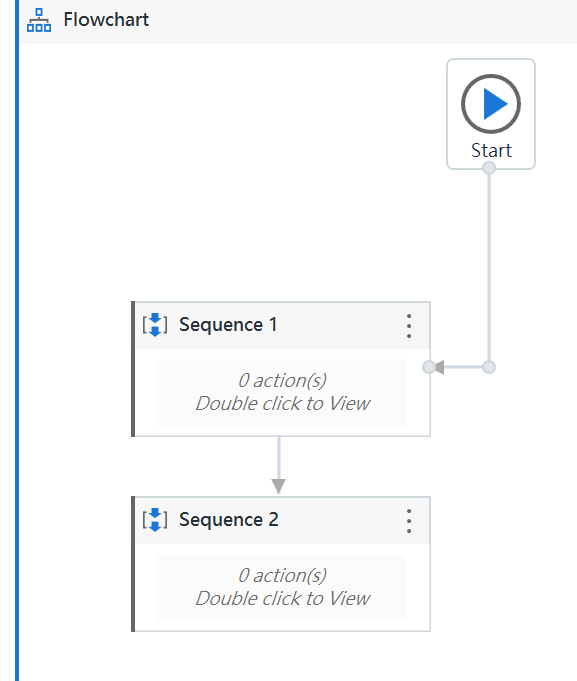 Flowchart
Start
Sequence 1
0 action(s)
Double click to View
Sequence 2
0 action(s)
Double click to View